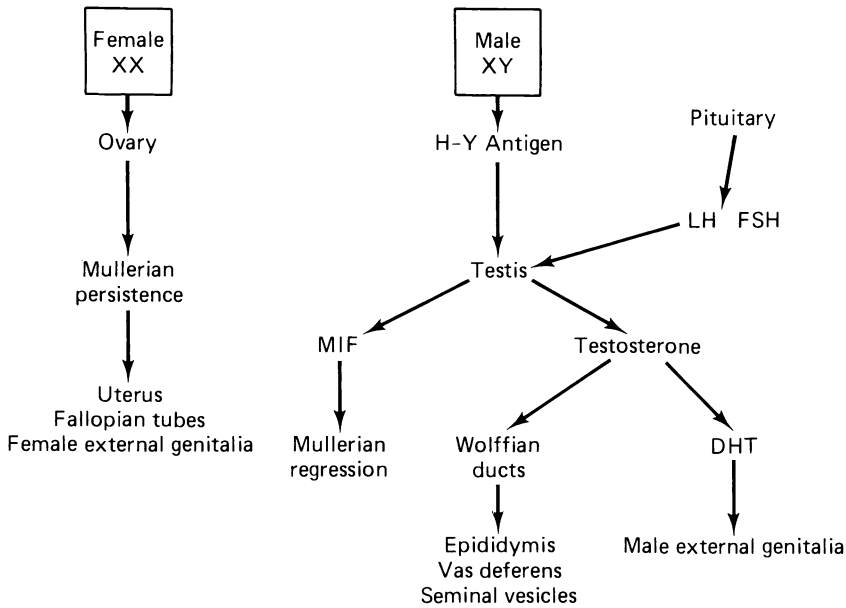 Female
XX
Male
XY
Pituitary
Ovary
H-Y Antigen
LH FSH
Mullerian
persistence
Testis
MIF
Testosterone
Uterus
Fallopian tubes
Female external genitalia
Mullerian
regression
Wolffian
ducts
DHT
Epididymis
Vas deferens
Seminal vesicles
Male external genitalia